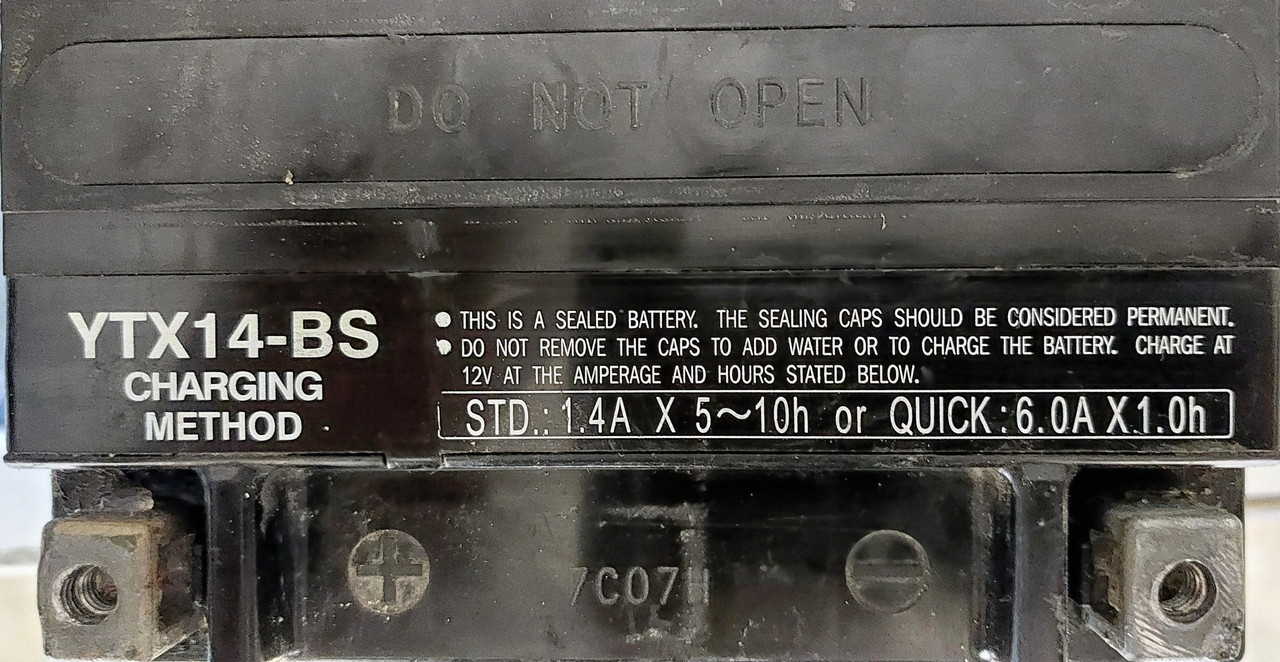 DO NOT OPEN
YTX14-BS
CHARGING
METHOD
● THIS IS A SEALED BATTERY. THE SEALING CAPS SHOULD BE CONSIDERED PERMANENT.
● DO NOT REMOVE THE CAPS TO ADD WATER OR TO CHARGE THE BATTERY. CHARGE AT
12V AT THE AMPERAGE AND HOURS STATED BELOW.
STD.: 1.4A X 5~10h or QUICK: 6.0A X 1.0h
+ −